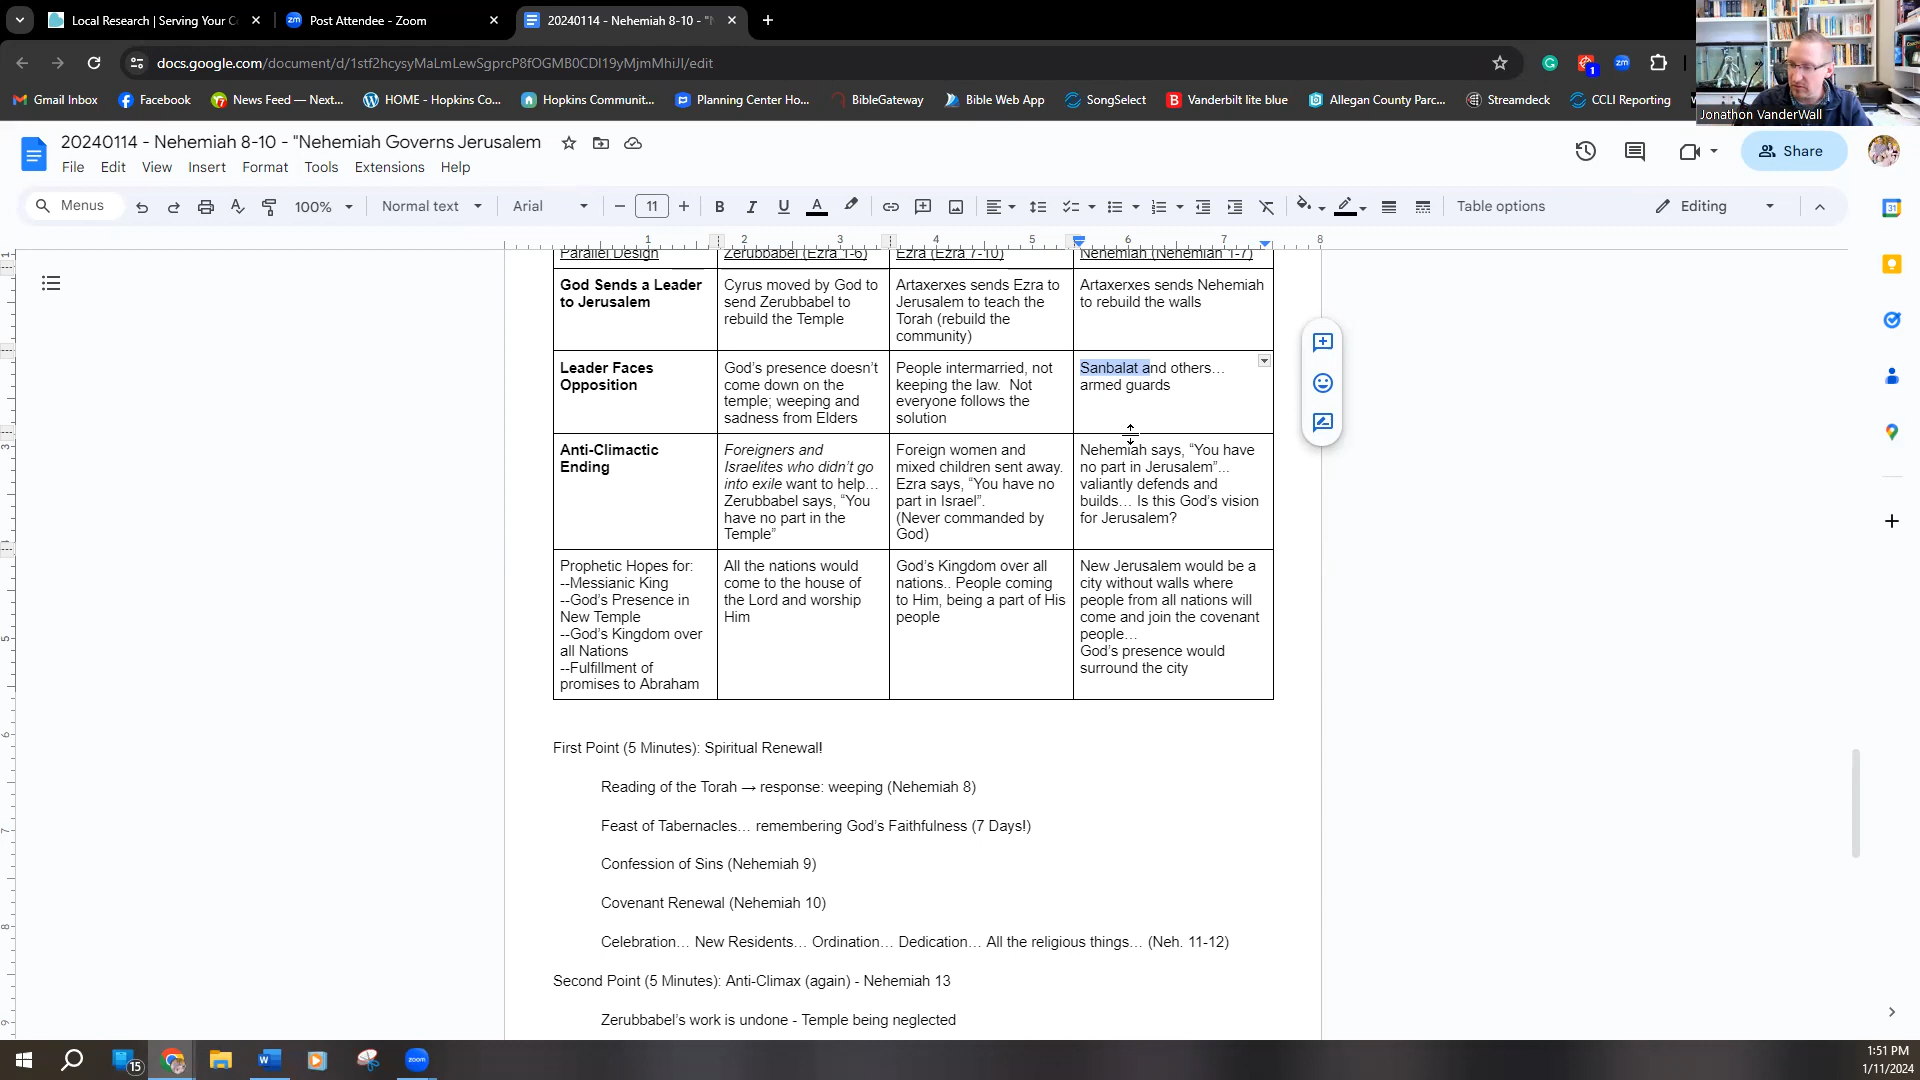 Local Research | Serving Your C
Post Attendee - Zoom
20240114 - Nehemiah 8-10 - "N
docs.google.com/document/d/1stf2hcysyMaLmLewSgprcP8fOGMB0CDI19yMjmMhiJI/edit
1
Gmail Inbox
Facebook
News Feed — Next...
HOME - Hopkins Co...
Hopkins Communit...
Planning Center Ho...
BibleGateway
Bible Web App
SongSelect
Vanderbilt lite blue
Allegan County Parc...
Streamdeck
CCLI Reporting
Jonathon VanderWall
20240114 - Nehemiah 8-10 - "Nehemiah Governs Jerusalem
File Edit View Insert Format Tools Extensions Help
Share
Menus
100%
Normal text
Arial
11
Table options
Editing
1 2 3 4 5 6 7 8
Parallel Design
Zerubbabel (Ezra 1-6)
Ezra (Ezra 7-10)
Nehemiah (Nehemiah 1-7)
God Sends a Leader
to Jerusalem
Cyrus moved by God to
send Zerubbabel to
rebuild the Temple
Artaxerxes sends Ezra to
Jerusalem to teach the
Torah (rebuild the
community)
Artaxerxes sends Nehemiah
to rebuild the walls
Leader Faces
Opposition
God's presence doesn't
come down on the
temple; weeping and
sadness from Elders
People intermarried, not
keeping the law.  Not
everyone follows the
solution
Sanbalat and others…
armed guards
Anti-Climactic
Ending
Foreigners and
Israelites who didn't go
into exile want to help…
Zerubbabel says, "You
have no part in the
Temple"
Foreign women and
mixed children sent away.
Ezra says, "You have no
part in Israel".
(Never commanded by
God)
Nehemiah says, "You have
no part in Jerusalem"...
valiantly defends and
builds… Is this God's vision
for Jerusalem?
Prophetic Hopes for:
--Messianic King
--God's Presence in
New Temple
--God's Kingdom over
all Nations
--Fulfillment of
promises to Abraham
All the nations would
come to the house of
the Lord and worship
Him
God's Kingdom over all
nations.. People coming
to Him, being a part of His
people
New Jerusalem would be a
city without walls where
people from all nations will
come and join the covenant
people…
God's presence would
surround the city
First Point (5 Minutes): Spiritual Renewal!
Reading of the Torah → response: weeping (Nehemiah 8)
Feast of Tabernacles… remembering God's Faithfulness (7 Days!)
Confession of Sins (Nehemiah 9)
Covenant Renewal (Nehemiah 10)
Celebration… New Residents… Ordination… Dedication… All the religious things… (Neh. 11-12)
Second Point (5 Minutes): Anti-Climax (again) - Nehemiah 13
Zerubbabel's work is undone - Temple being neglected
15
zoom
1:51 PM
1/11/2024